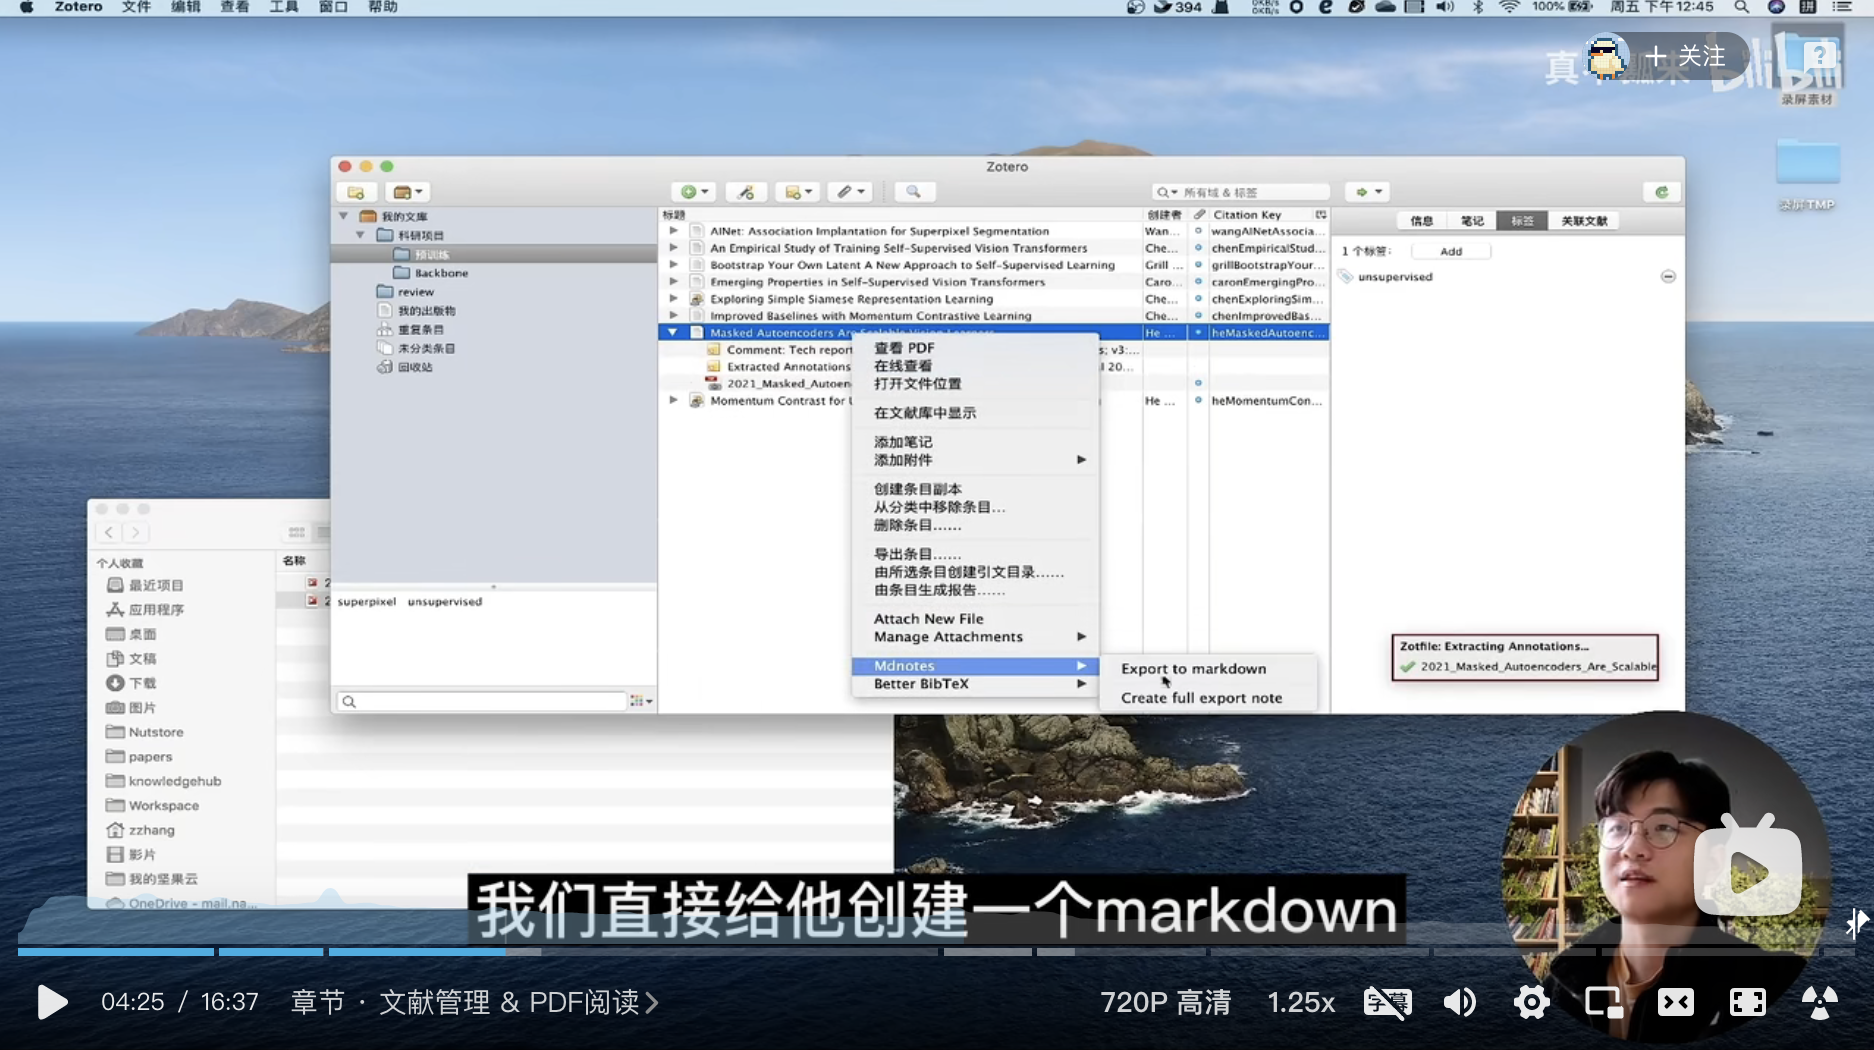 Zotero 文件 编辑 查看 工具 窗口 帮助
394
0KB/s
0KB/s
100%
周五 下午12:45
拼
+ 关注
bilibili
录屏素材
录屏TMP
Zotero
所有域 & 标签
我的文库
科研项目
预训练
Backbone
review
我的出版物
重复条目
未分类条目
回收站
superpixel unsupervised
标题 创建者 Citation Key
AINet: Association Implantation for Superpixel Segmentation Wan... wangAINetAssocia...
An Empirical Study of Training Self-Supervised Vision Transformers Che... chenEmpiricalStud...
Bootstrap Your Own Latent A New Approach to Self-Supervised Learning Grill ... grillBootstrapYour...
Emerging Properties in Self-Supervised Vision Transformers Caro... caronEmergingPro...
Exploring Simple Siamese Representation Learning Che... chenExploringSim...
Improved Baselines with Momentum Contrastive Learning Che... chenImprovedBas...
Masked Autoencoders Are Scalable Vision Learners He ... heMaskedAutoenc...
Comment: Tech report s; v3:...
Extracted Annotations l 20...
2021_Masked_Autoen
Momentum Contrast for U He ... heMomentumCon...
查看 PDF
在线查看
打开文件位置
在文献库中显示
添加笔记
添加附件
创建条目副本
从分类中移除条目...
删除条目……
导出条目……
由所选条目创建引文目录……
由条目生成报告……
Attach New File
Manage Attachments
Mdnotes
Better BibTeX
Export to markdown
Create full export note
信息 笔记 标签 关联文献
1 个标签: Add
unsupervised
Zotfile: Extracting Annotations...
2021_Masked_Autoencoders_Are_Scalable
个人收藏
最近项目
应用程序
桌面
文稿
下载
图片
Nutstore
papers
knowledgehub
Workspace
zzhang
影片
我的坚果云
OneDrive - mail.na...
名称
2
2
我们直接给他创建一个markdown
04:25 / 16:37 章节 · 文献管理 & PDF阅读
720P 高清 1.25x 字幕